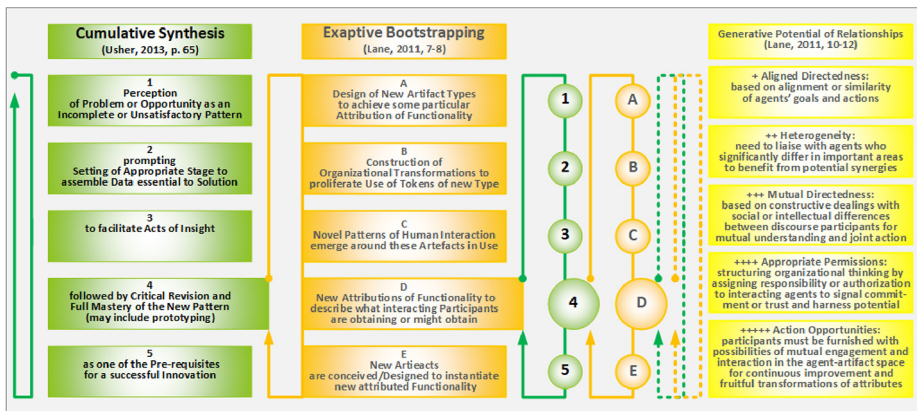 Cumulative Synthesis
(Usher, 2013, p. 65)
1
Perception
of Problem or Opportunity as an
Incomplete or Unsatisfactory Pattern
2
prompting
Setting of Appropriate Stage to
assemble Data essential to Solution
3
to facilitate Acts of Insight
4
followed by Critical Revision and
Full Mastery of the New Pattern
(may include prototyping)
5
as one of the Pre-requisites
for a successful Innovation
Exaptive Bootstrapping
(Lane, 2011, 7-8)
A
Design of New Artifact Types
to achieve some particular
Attribution of Functionality
B
Construction of
Organizational Transformations to
proliferate Use of Tokens of new Type
C
Novel Patterns of Human Interaction
emerge around these Artefacts in Use
D
New Attributions of Functionality to
describe what interacting Participants
are obtaining or might obtain
E
New Artieacts
are conceived/Designed to instantiate
new attributed Functionality
1
2
3
4
5
A
B
C
D
E
Generative Potential of Relationships
(Lane, 2011, 10-12)
+ Aligned Directedness:
based on alignment or similarity
of agents' goals and actions
++ Heterogeneity:
need to liaise with agents who
significantly differ in important areas
to benefit from potential synergies
+++ Mutual Directedness:
based on constructive dealings with
social or intellectual differences
between discourse participants for
mutual understanding and joint action
++++ Appropriate Permissions:
structuring organizational thinking by
assigning responsibility or authorization
to interacting agents to signal commit-
ment or trust and harness potential
+++++ Action Opportunities:
participants must be furnished with
possibilities of mutual engagement and
interaction in the agent-artifact space
for continuous improvement and
fruitful transformations of attributes